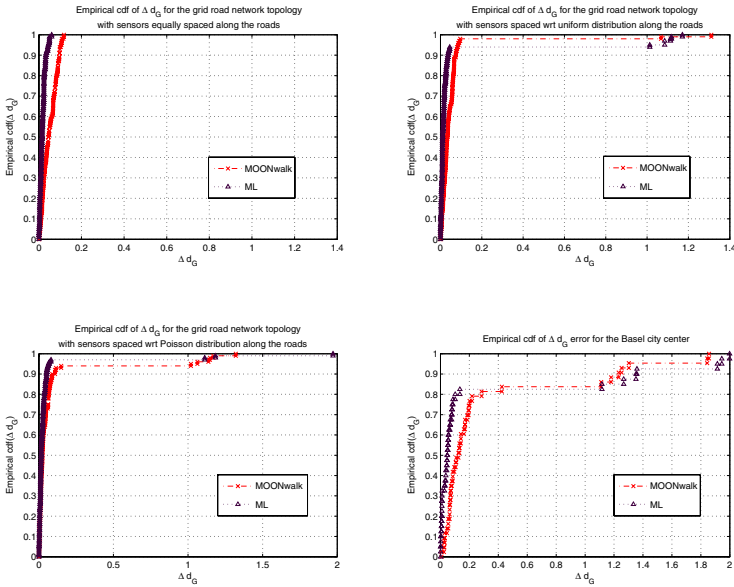 Empirical cdf of Δ d_G for the grid road network topology
with sensors equally spaced along the roads
1
0.9
0.8
0.7
0.6
0.5
0.4
0.3
0.2
0.1
0
Empirical cdf(Δ d_G)
MOONwalk
ML
0 0.2 0.4 0.6 0.8 1 1.2 1.4
Δ d_G
Empirical cdf of Δ d_G for the grid road network topology
with sensors spaced wrt uniform distribution along the roads
1
0.9
0.8
0.7
0.6
0.5
0.4
0.3
0.2
0.1
0
Empirical cdf(Δ d_G)
MOONwalk
ML
0 0.2 0.4 0.6 0.8 1 1.2 1.4
Δ d_G
Empirical cdf of Δ d_G for the grid road network topology
with sensors spaced wrt Poisson distribution along the roads
1
0.9
0.8
0.7
0.6
0.5
0.4
0.3
0.2
0.1
0
Empirical cdf(Δ d_G)
MOONwalk
ML
0 0.5 1 1.5 2
Δ d_G
Empirical cdf of Δ d_G error for the Basel city center
1
0.9
0.8
0.7
0.6
0.5
0.4
0.3
0.2
0.1
0
Empirical cdf(Δ d_G)
MOONwalk
ML
0 0.2 0.4 0.6 0.8 1 1.2 1.4 1.6 1.8 2
Δ d_G